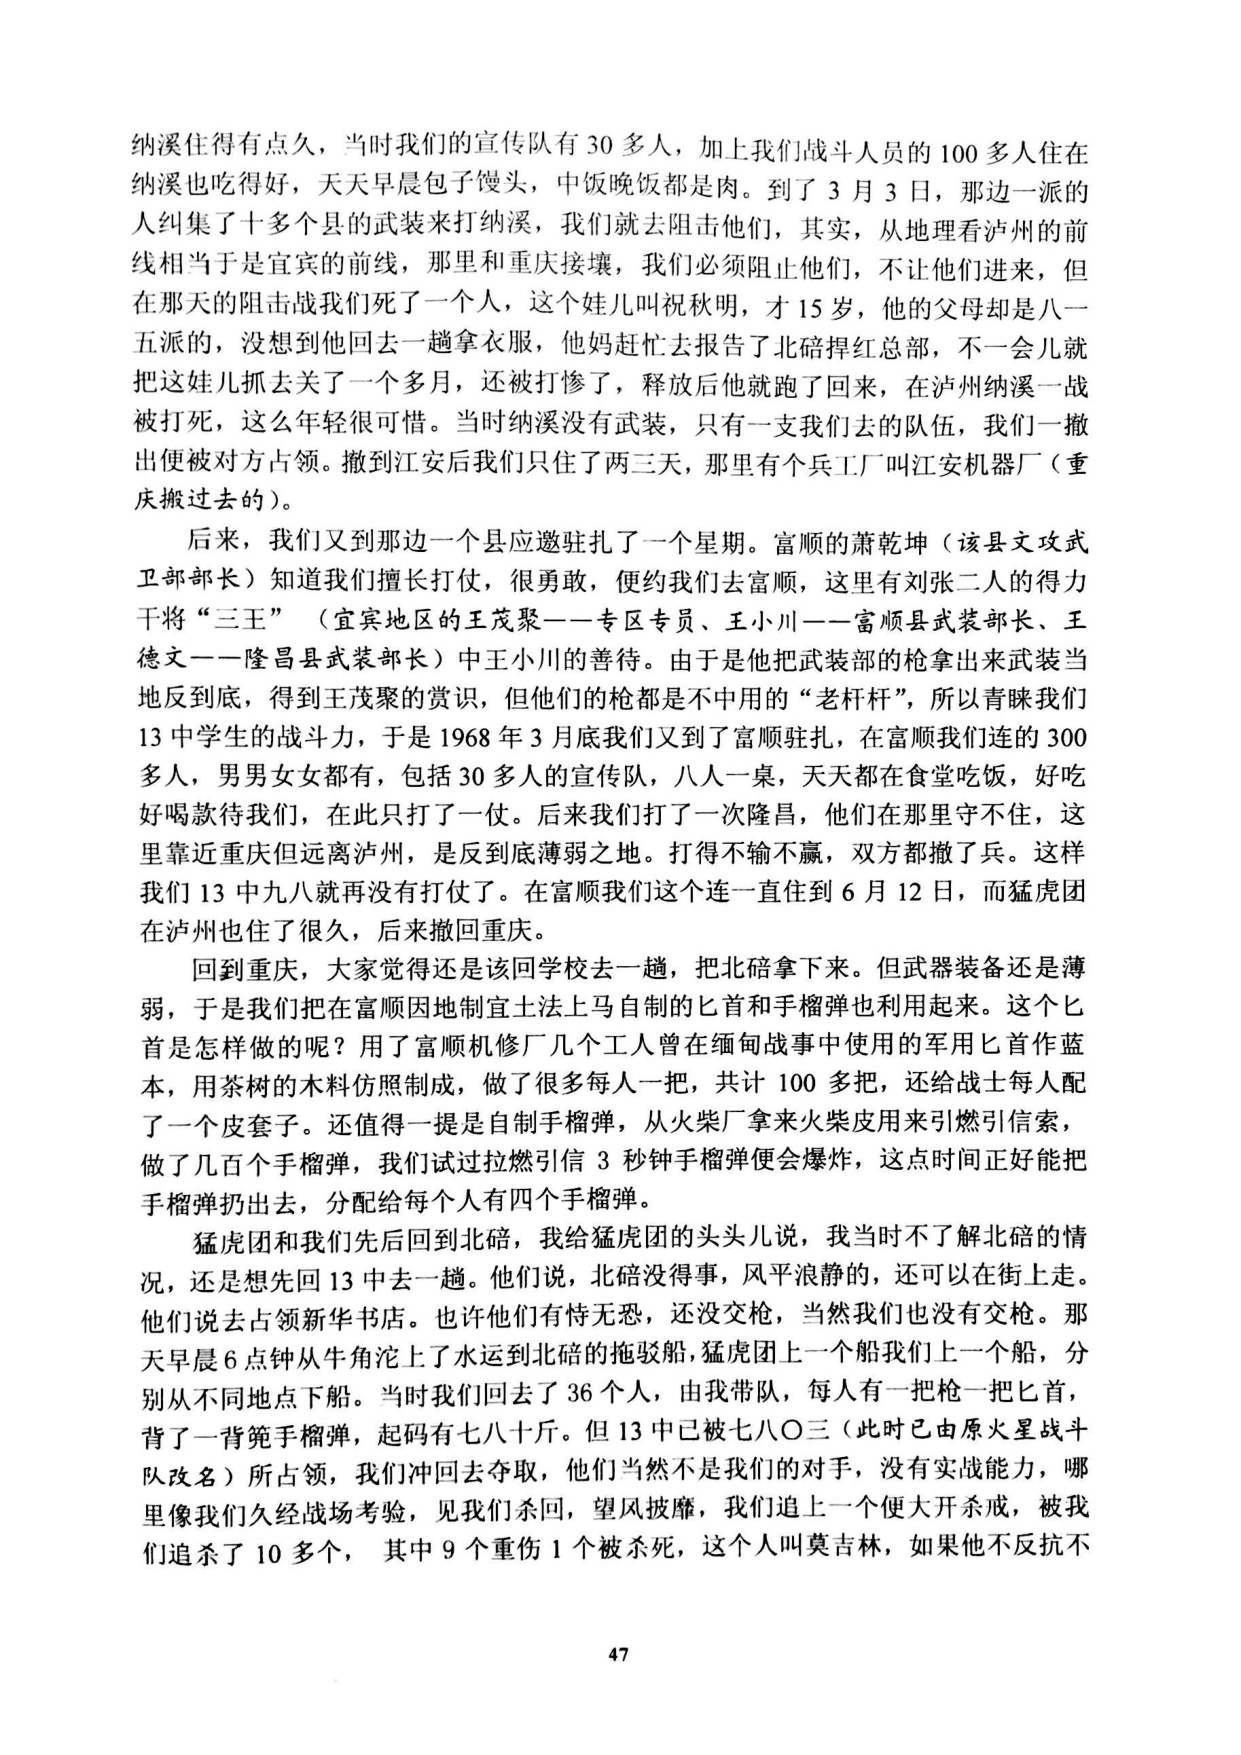 纳溪住得有点久，当时我们的宣传队有 30 多人，加上我们战斗人员的 100 多人住在
纳溪也吃得好，天天早晨包子馒头，中饭晚饭都是肉。到了 3 月 3 日，那边一派的
人纠集了十多个县的武装来打纳溪，我们就去阻击他们，其实，从地理看泸州的前
线相当于是宜宾的前线，那里和重庆接壤，我们必须阻止他们，不让他们进来，但
在那天的阻击战我们死了一个人，这个娃儿叫祝秋明，才 15 岁，他的父母却是八一
五派的，没想到他回去一趟拿衣服，他妈赶忙去报告了北碚捍红总部，不一会儿就
把这娃儿抓去关了一个多月，还被打惨了，释放后他就跑了回来，在泸州纳溪一战
被打死，这么年轻很可惜。当时纳溪没有武装，只有一支我们去的队伍，我们一撤
出便被对方占领。撤到江安后我们只住了两三天，那里有个兵工厂叫江安机器厂（重
庆搬过去的）。
后来，我们又到那边一个县应邀驻扎了一个星期。富顺的萧乾坤（该县文攻武
卫部部长）知道我们擅长打仗，很勇敢，便约我们去富顺，这里有刘张二人的得力
干将“三王” （宜宾地区的王茂聚——专区专员、王小川——富顺县武装部长、王
德文——隆昌县武装部长）中王小川的善待。由于是他把武装部的枪拿出来武装当
地反到底，得到王茂聚的赏识，但他们的枪都是不中用的“老杆杆”，所以青睐我们
13 中学生的战斗力，于是 1968 年 3 月底我们又到了富顺驻扎，在富顺我们连的 300
多人，男男女女都有，包括 30 多人的宣传队，八人一桌，天天都在食堂吃饭，好吃
好喝款待我们，在此只打了一仗。后来我们打了一次隆昌，他们在那里守不住，这
里靠近重庆但远离泸州，是反到底薄弱之地。打得不输不赢，双方都撤了兵。这样
我们 13 中九八就再没有打仗了。在富顺我们这个连一直住到 6 月 12 日，而猛虎团
在泸州也住了很久，后来撤回重庆。
回到重庆，大家觉得还是该回学校去一趟，把北碚拿下来。但武器装备还是薄
弱，于是我们把在富顺因地制宜土法上马自制的匕首和手榴弹也利用起来。这个匕
首是怎样做的呢？用了富顺机修厂几个工人曾在缅甸战事中使用的军用匕首作蓝
本，用茶树的木料仿照制成，做了很多每人一把，共计 100 多把，还给战士每人配
了一个皮套子。还值得一提是自制手榴弹，从火柴厂拿来火柴皮用来引燃引信索，
做了几百个手榴弹，我们试过拉燃引信 3 秒钟手榴弹便会爆炸，这点时间正好能把
手榴弹扔出去，分配给每个人有四个手榴弹。
猛虎团和我们先后回到北碚，我给猛虎团的头头儿说，我当时不了解北碚的情
况，还是想先回 13 中去一趟。他们说，北碚没得事，风平浪静的，还可以在街上走。
他们说去占领新华书店。也许他们有恃无恐，还没交枪，当然我们也没有交枪。那
天早晨 6 点钟从牛角沱上了水运到北碚的拖驳船，猛虎团上一个船我们上一个船，分
别从不同地点下船。当时我们回去了 36 个人，由我带队，每人有一把枪一把匕首，
背了一背篼手榴弹，起码有七八十斤。但 13 中已被七八〇三（此时已由原火星战斗
队改名）所占领，我们冲回去夺取，他们当然不是我们的对手，没有实战能力，哪
里像我们久经战场考验，见我们杀回，望风披靡，我们追上一个便大开杀戒，被我
们追杀了 10 多个， 其中 9 个重伤 1 个被杀死，这个人叫莫吉林，如果他不反抗不
47